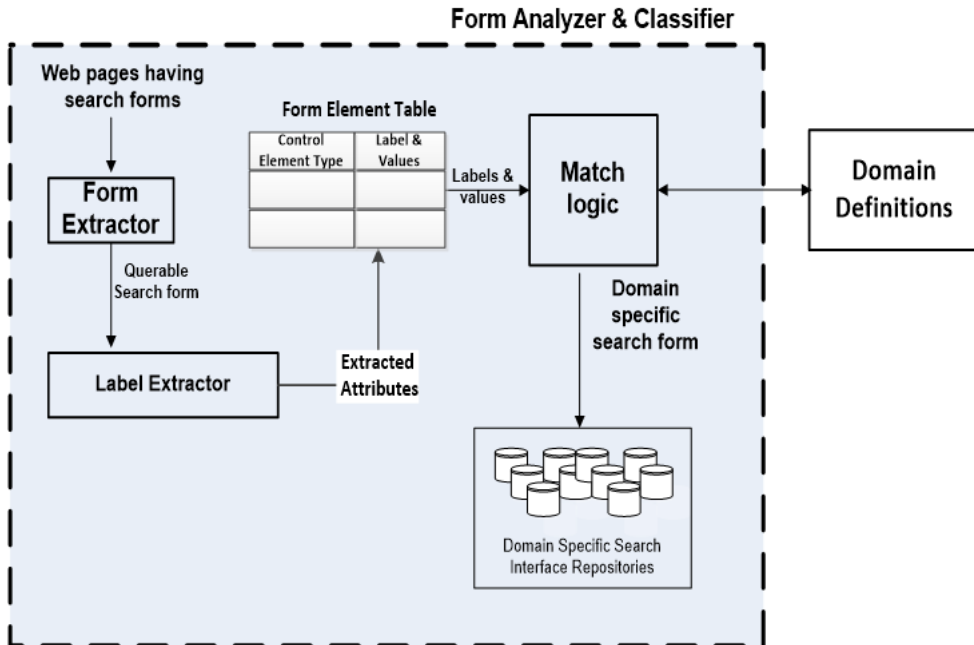 Form Analyzer & Classifier
Web pages having
search forms
Form Element Table
Control
Element Type
Label &
Values
Form
Extractor
Labels &
values
Match
logic
Domain
Definitions
Querable
Search form
Domain
specific
search form
Label Extractor
Extracted
Attributes
Domain Specific Search
Interface Repositories